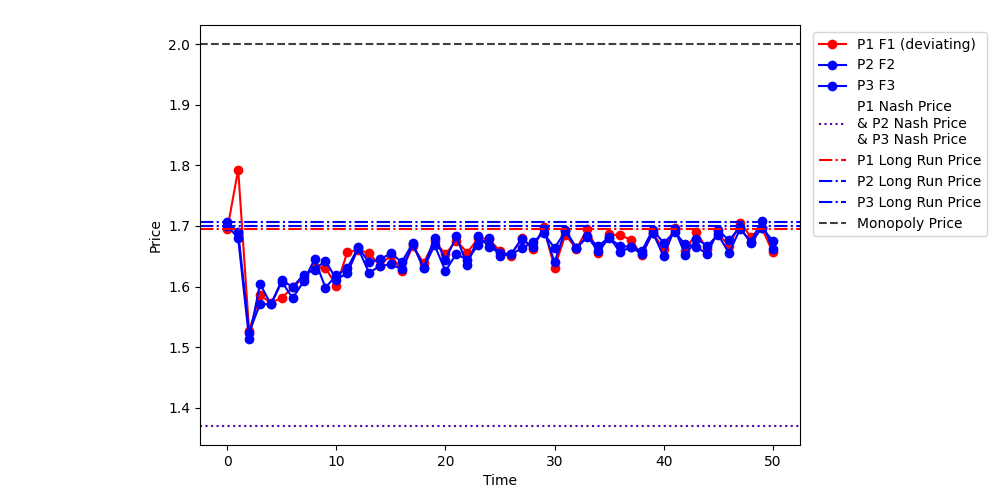 2.0
1.9
1.8
1.7
1.6
1.5
1.4
Price
0
10
20
30
40
50
Time
P1 F1 (deviating)
P2 F2
P3 F3
P1 Nash Price
& P2 Nash Price
& P3 Nash Price
P1 Long Run Price
P2 Long Run Price
P3 Long Run Price
Monopoly Price